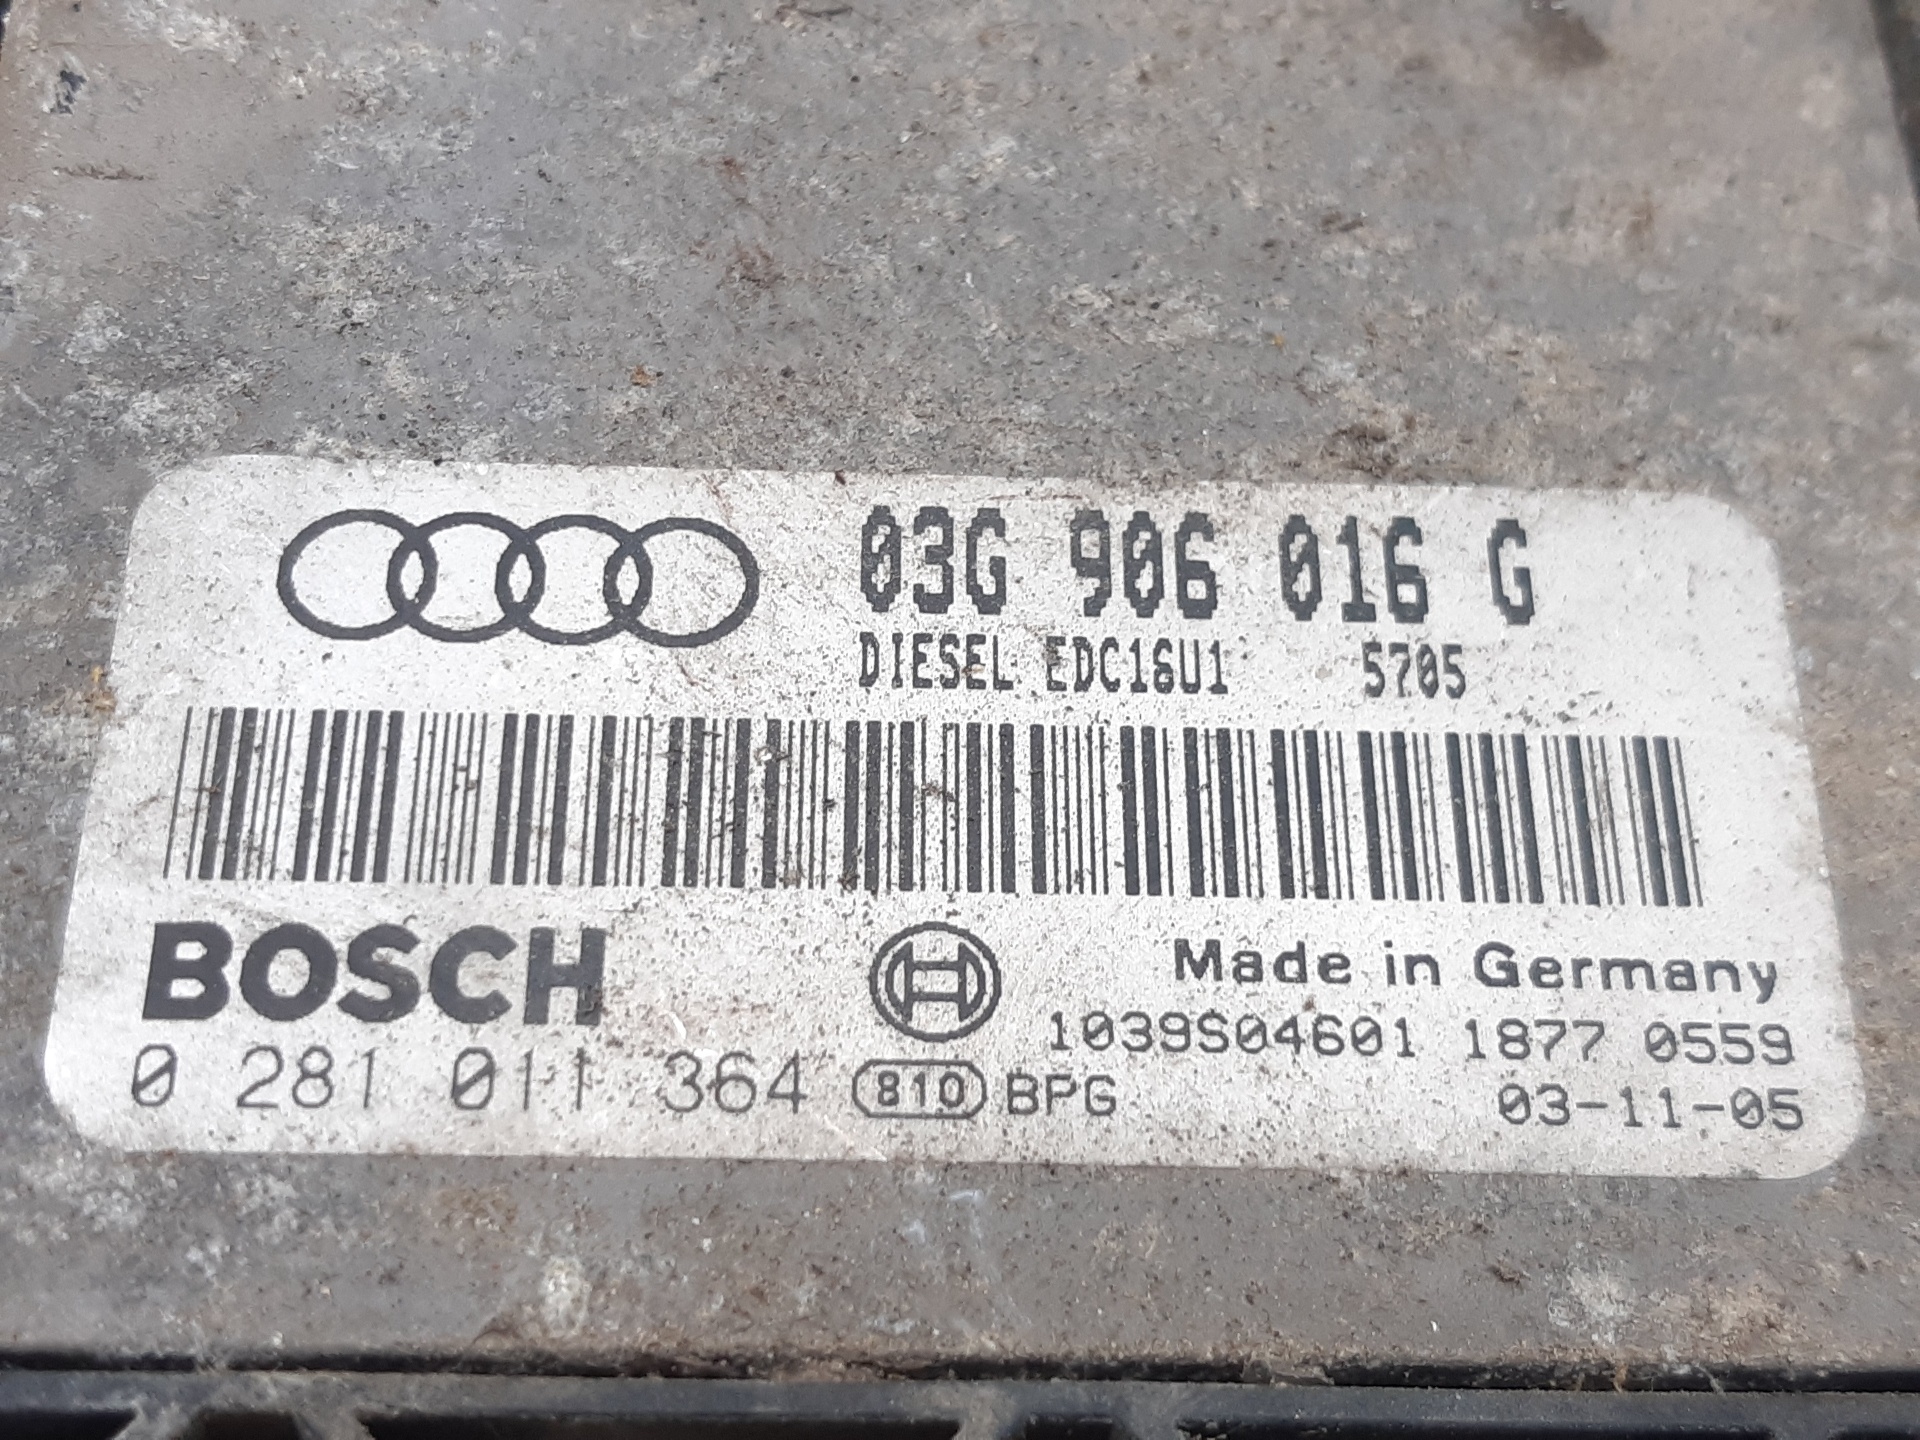 03G 906 016 G
DIESEL EDC16U1 5705
BOSCH
Made in Germany
1039S04601 1877 0559
0 281 011 364 810 BPG 03-11-05